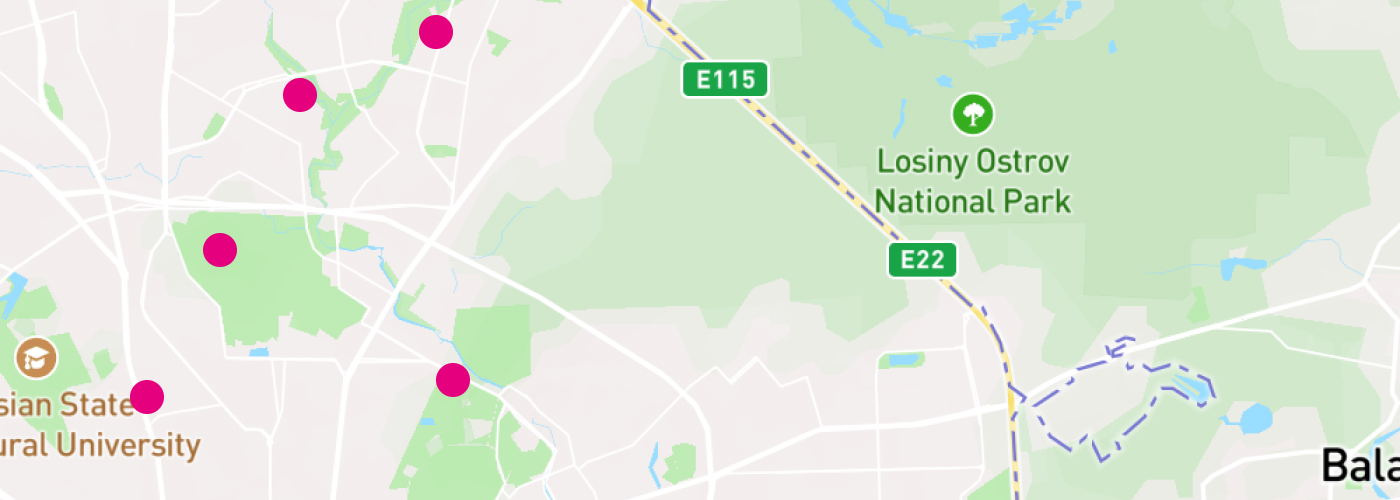 E115
Losiny Ostrov
National Park
E22
sian State
ural University
Bala